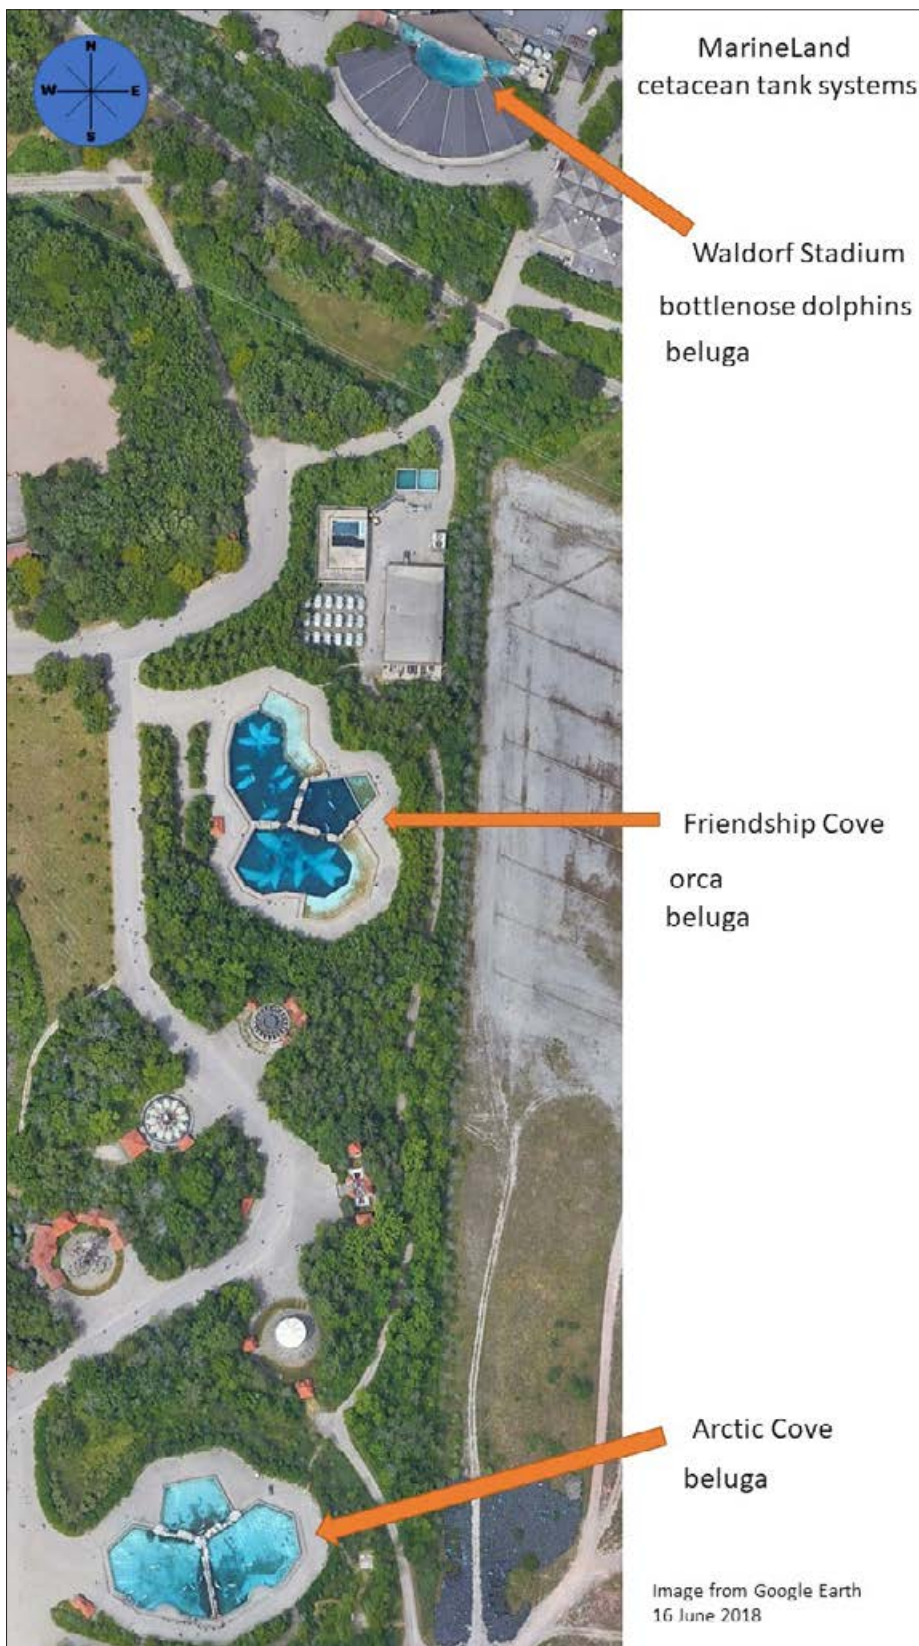 N
W E
S
MarineLand
cetacean tank systems
Waldorf Stadium
bottlenose dolphins
beluga
Friendship Cove
orca
beluga
Arctic Cove
beluga
Image from Google Earth
16 June 2018